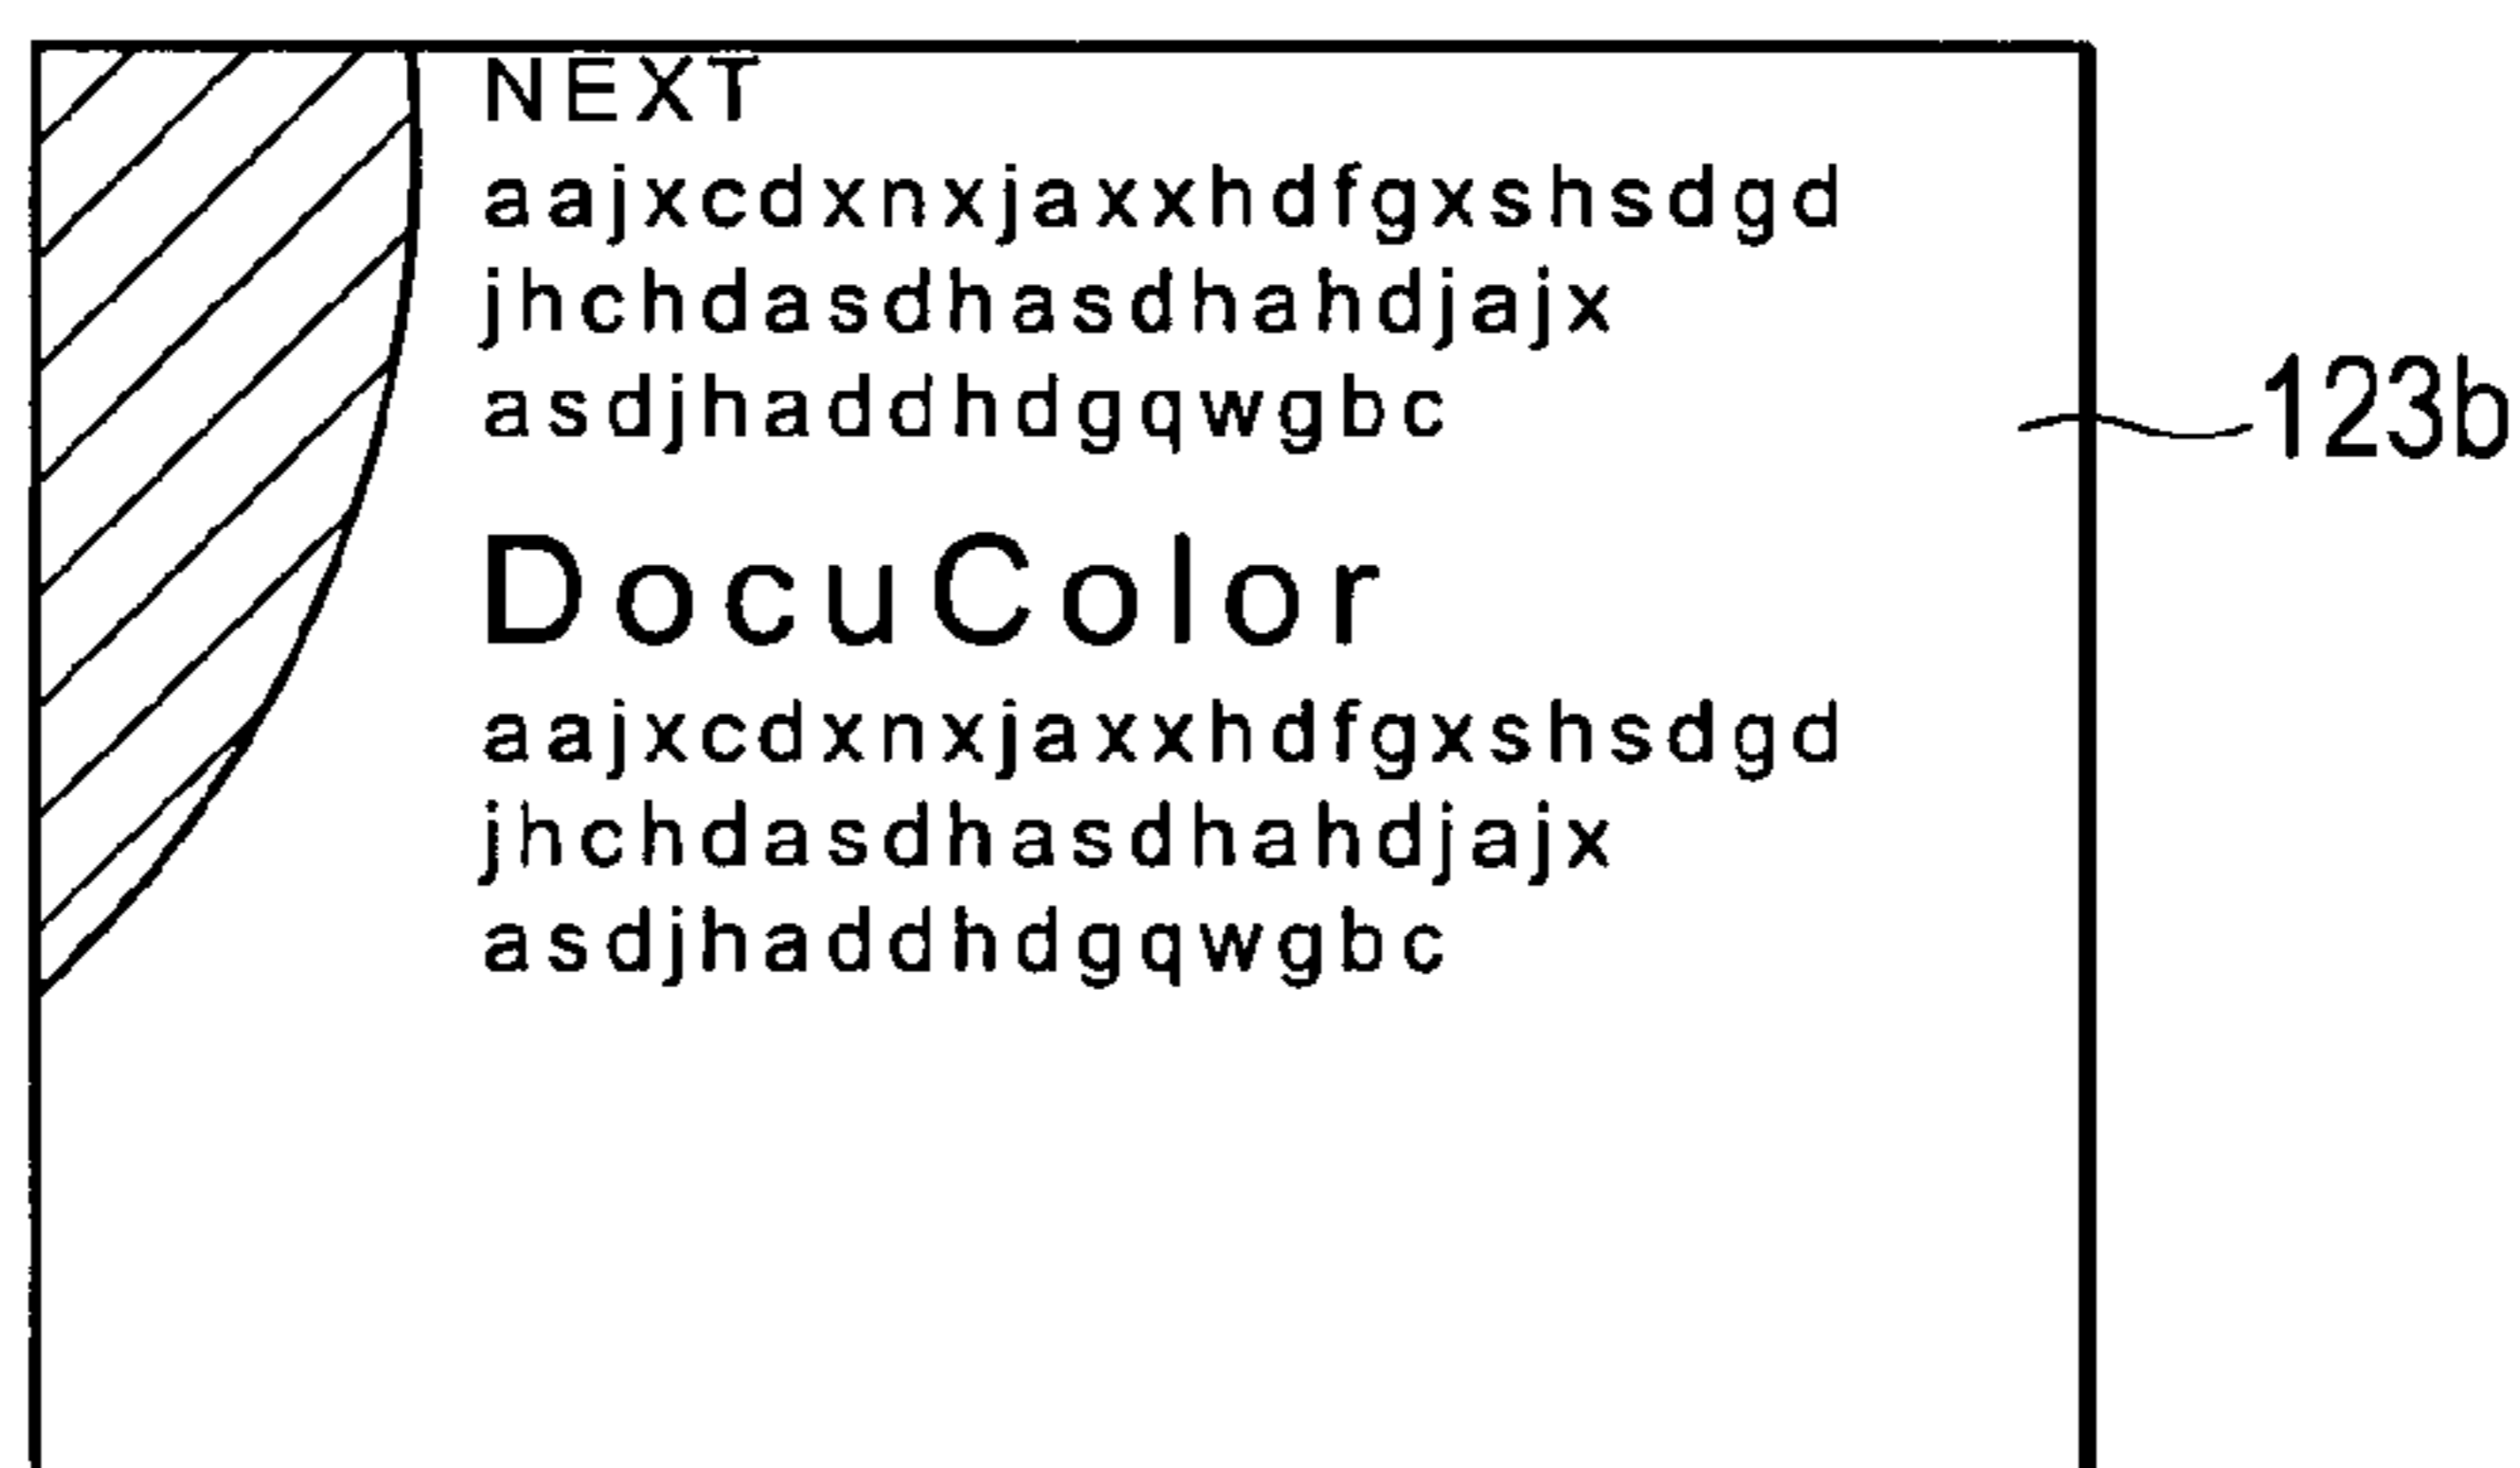 NEXT
aajxcdxnxjaxxhdfgxshsdgd
jhchdasdhasdhahdjajx
asdjhaddhdgqwgbc
123b
DocuColor
aajxcdxnxjaxxhdfgxshsdgd
jhchdasdhasdhahdjajx
asdjhaddhdgqwgbc